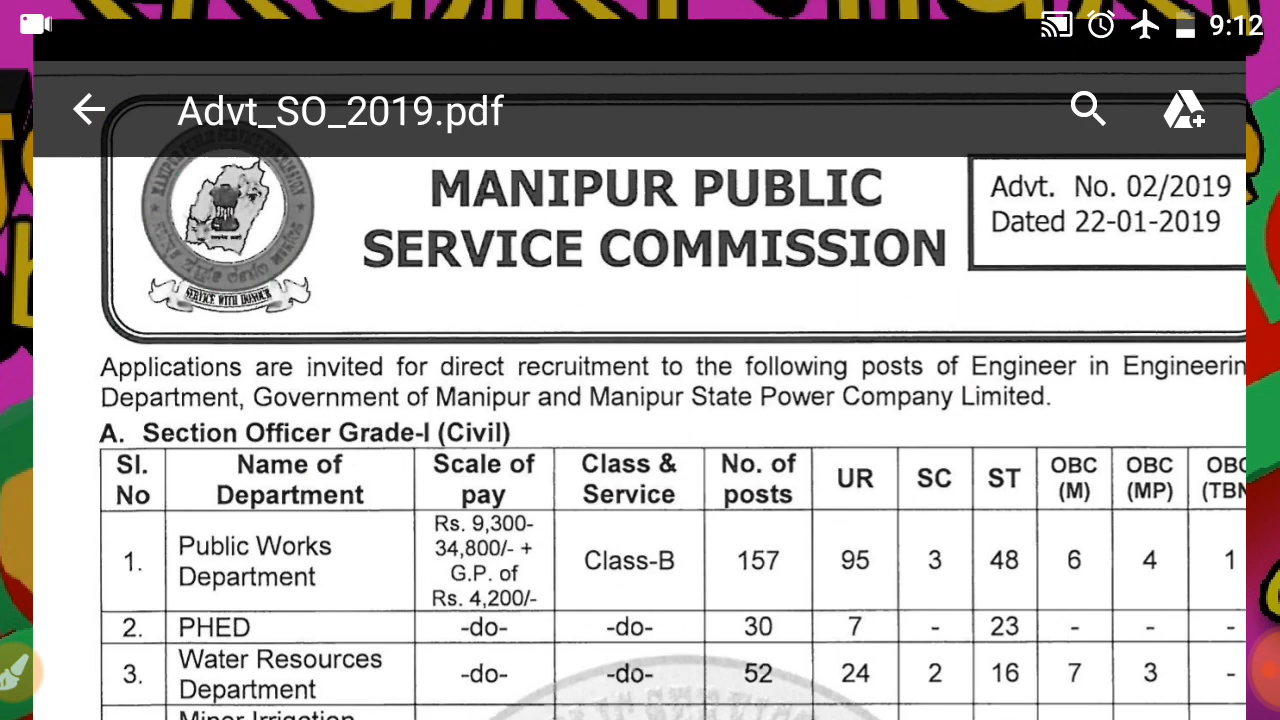 9:12
Advt_SO_2019.pdf
MANIPUR PUBLIC
SERVICE COMMISSION
Advt. No. 02/2019
Dated 22-01-2019
SERVICE WITH HONOUR
Applications are invited for direct recruitment to the following posts of Engineer in Engineerin
Department, Government of Manipur and Manipur State Power Company Limited.
A. Section Officer Grade-I (Civil)
Sl. No Name of Department Scale of pay Class & Service No. of posts UR SC ST OBC (M) OBC (MP) OBC (TBN
1. Public Works Department Rs. 9,300- 34,800/- + G.P. of Rs. 4,200/- Class-B 157 95 3 48 6 4 1
2. PHED -do- -do- 30 7 - 23 - - -
3. Water Resources Department -do- -do- 52 24 2 16 7 3 -
Minor Irrigation